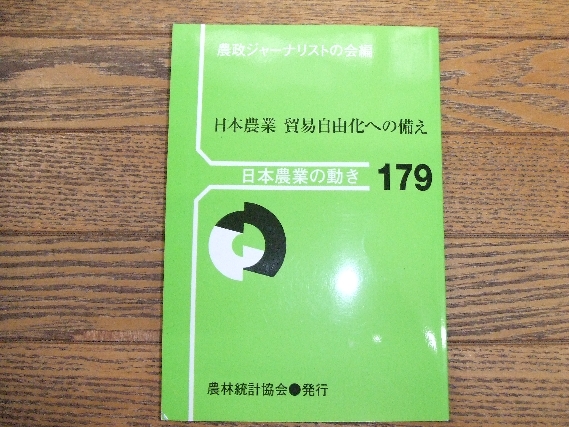 農政ジャーナリストの会編
日本農業 貿易自由化への備え
日本農業の動き 179
農林統計協会●発行